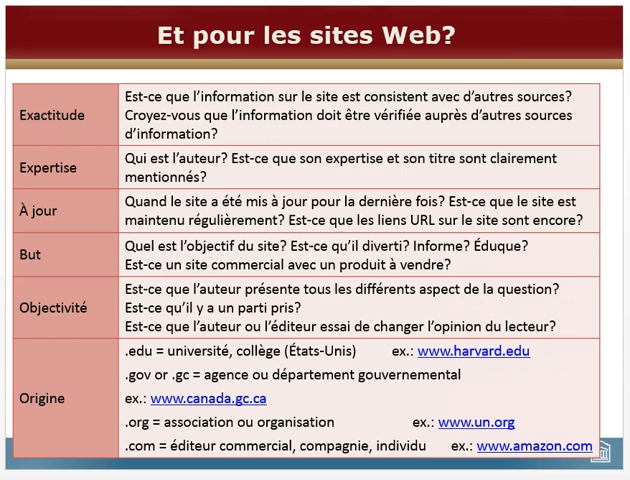 Et pour les sites Web?
Exactitude
Est-ce que l'information sur le site est consistent avec d'autres sources?
Croyez-vous que l'information doit être vérifiée auprès d'autres sources
d'information?
Expertise
Qui est l'auteur? Est-ce que son expertise et son titre sont clairement
mentionnés?
À jour
Quand le site a été mis à jour pour la dernière fois? Est-ce que le site est
maintenu régulièrement? Est-ce que les liens URL sur le site sont encore?
But
Quel est l'objectif du site? Est-ce qu'il diverti? Informe? Éduque?
Est-ce un site commercial avec un produit à vendre?
Objectivité
Est-ce que l'auteur présente tous les différents aspect de la question?
Est-ce qu'il y a un parti pris?
Est-ce que l'auteur ou l'éditeur essai de changer l'opinion du lecteur?
Origine
.edu = université, collège (États-Unis) ex.: www.harvard.edu
.gov or .gc = agence ou département gouvernemental
ex.: www.canada.gc.ca
.org = association ou organisation ex.: www.un.org
.com = éditeur commercial, compagnie, individu ex.: www.amazon.com